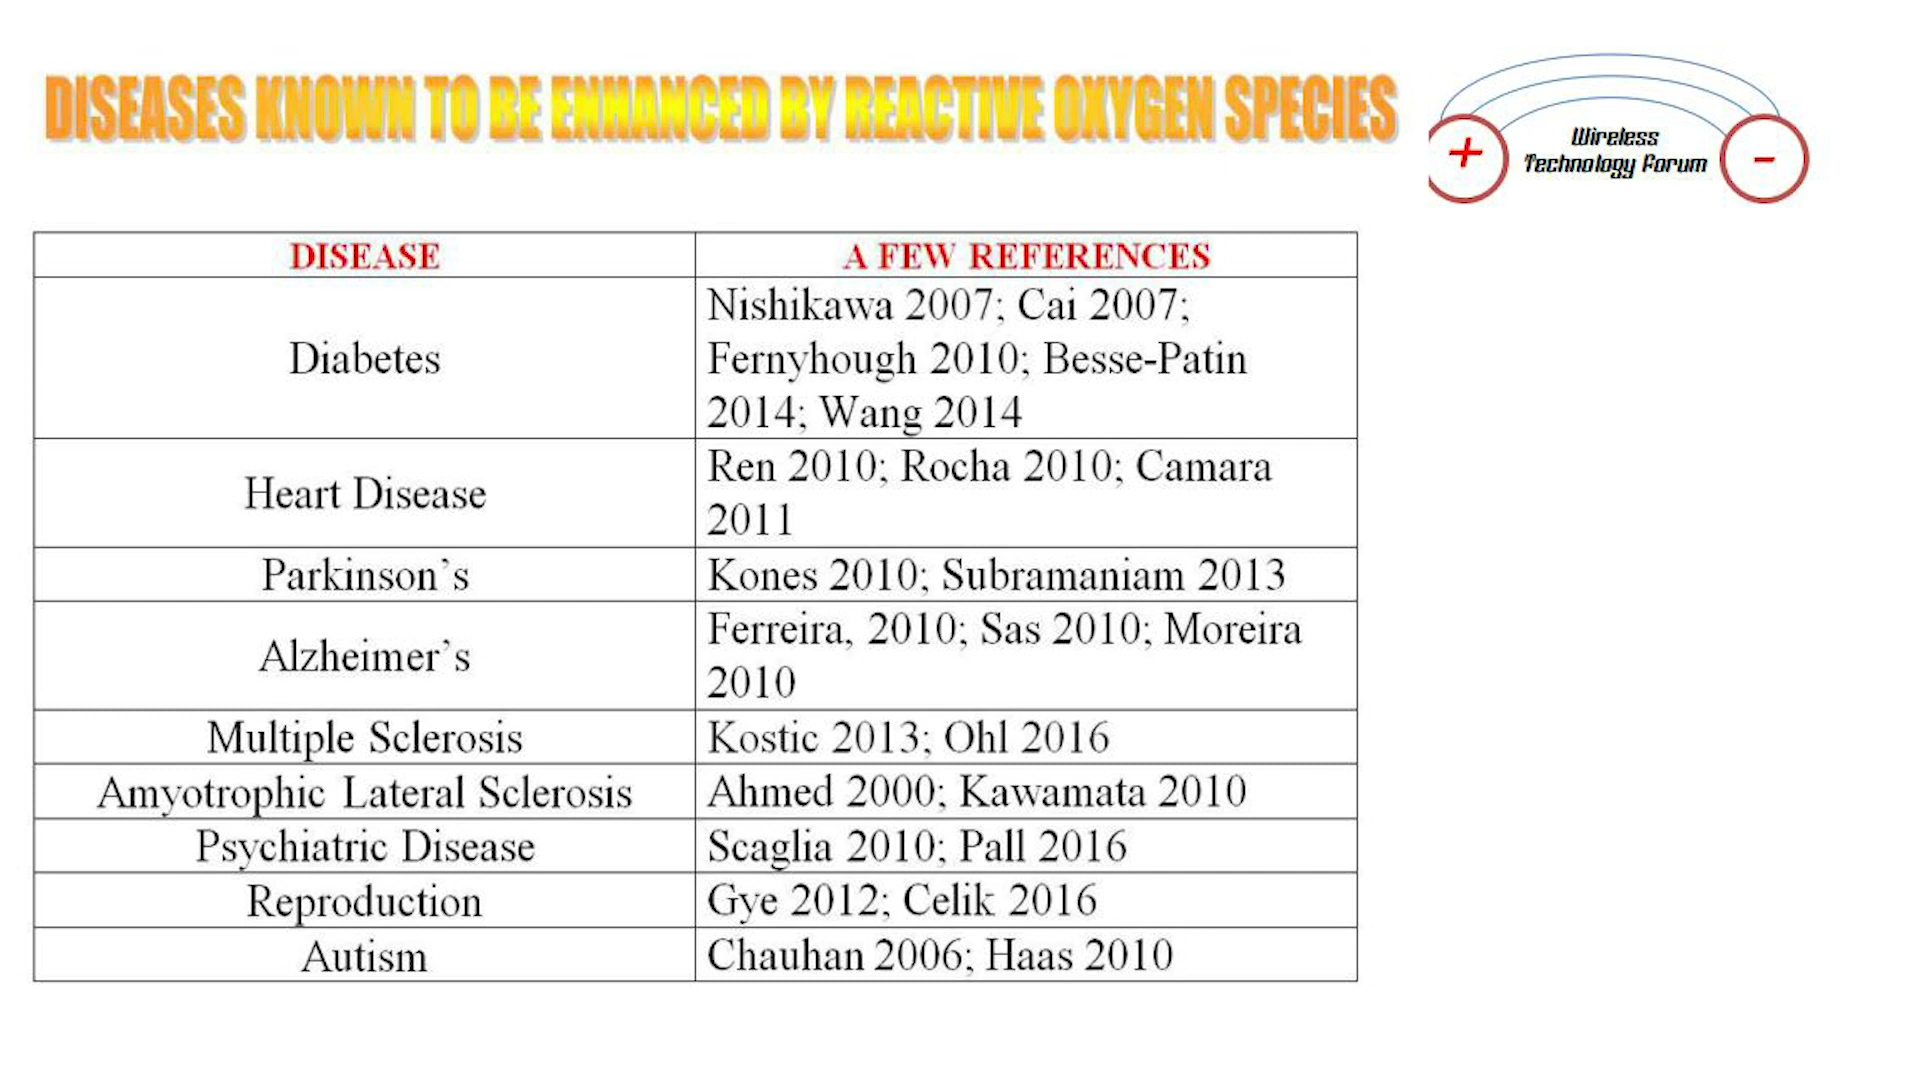 DISEASES KNOWN TO BE ENHANCED BY REACTIVE OXYGEN SPECIES
+
Wireless
Technology Forum
-
DISEASE
A FEW REFERENCES
Diabetes
Nishikawa 2007; Cai 2007;
Fernyhough 2010; Besse-Patin
2014; Wang 2014
Heart Disease
Ren 2010; Rocha 2010; Camara
2011
Parkinson’s
Kones 2010; Subramaniam 2013
Alzheimer’s
Ferreira, 2010; Sas 2010; Moreira
2010
Multiple Sclerosis
Kostic 2013; Ohl 2016
Amyotrophic Lateral Sclerosis
Ahmed 2000; Kawamata 2010
Psychiatric Disease
Scaglia 2010; Pall 2016
Reproduction
Gye 2012; Celik 2016
Autism
Chauhan 2006; Haas 2010